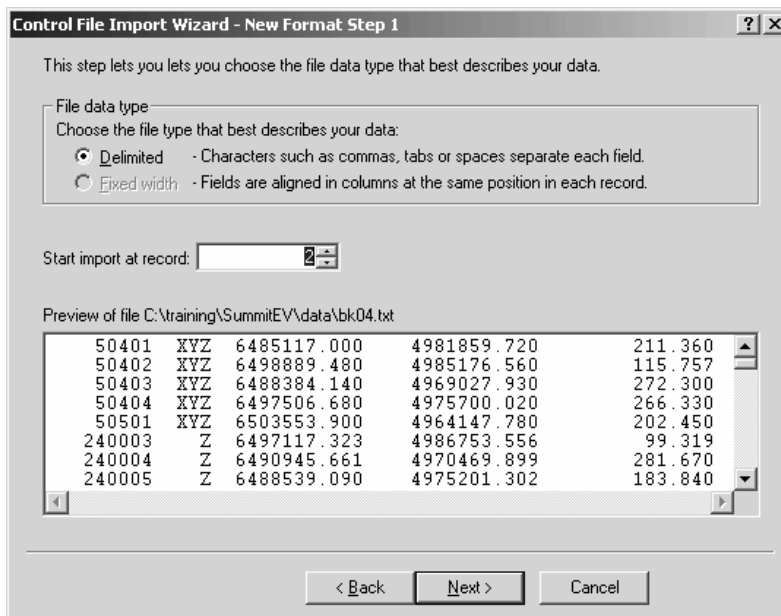 Control File Import Wizard - New Format Step 1
This step lets you lets you choose the file data type that best describes your data.
File data type
Choose the file type that best describes your data:
Delimited - Characters such as commas, tabs or spaces separate each field.
Fixed width - Fields are aligned in columns at the same position in each record.
Start import at record: 2
Preview of file C:\training\SummitEV\data\bk04.txt
50401 XYZ 6485117.000 4981859.720 211.360
50402 XYZ 6498889.480 4985176.560 115.757
50403 XYZ 6488384.140 4969027.930 272.300
50404 XYZ 6497506.680 4975700.020 266.330
50501 XYZ 6503553.900 4964147.780 202.450
240003 Z 6497117.323 4986753.556 99.319
240004 Z 6490945.661 4970469.899 281.670
240005 Z 6488539.090 4975201.302 183.840
< Back Next > Cancel